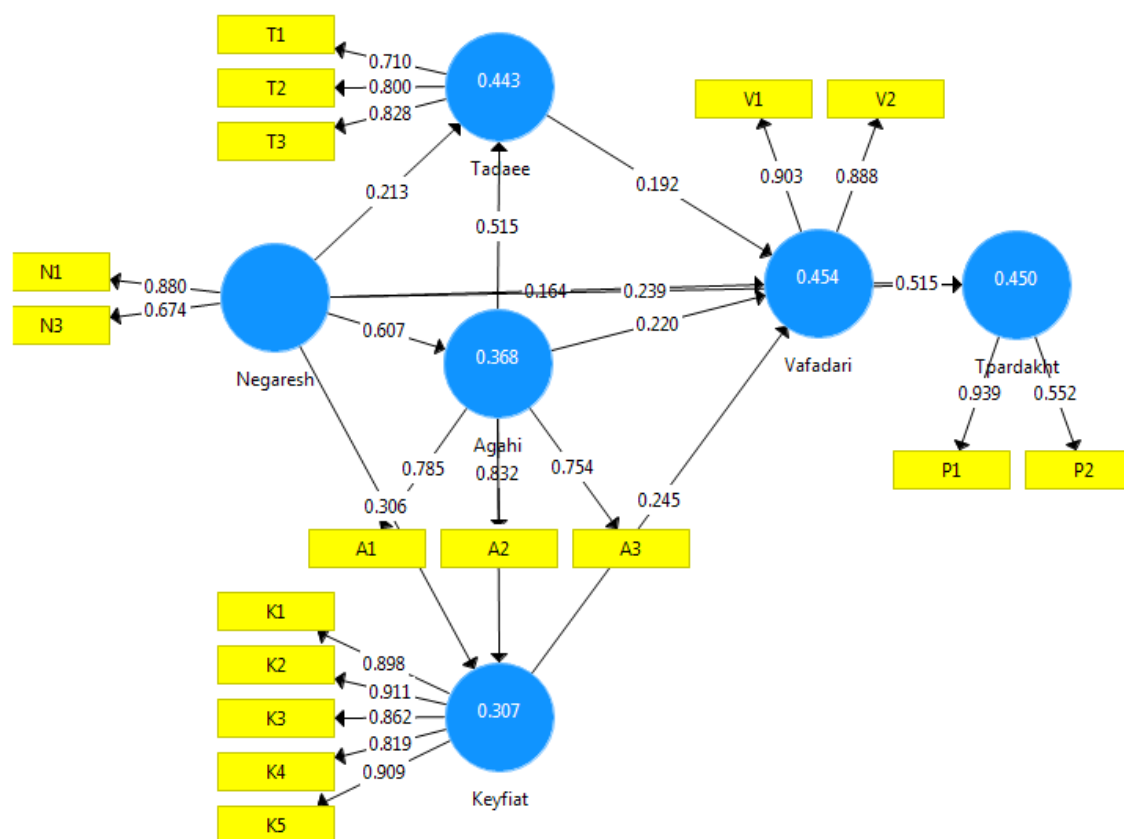 T1
0.710
T2
0.800
T3
0.828
0.443
Tadaee
V1
V2
0.903
0.888
0.213
0.192
0.515
N1
0.880
N3
0.674
Negaresh
0.164
0.239
0.454
Vafadari
0.515
0.450
Tpardakht
0.607
0.220
0.368
Agahi
0.939
0.552
P1
P2
0.785
0.832
0.754
0.306
0.245
A1
A2
A3
K1
0.898
K2
0.911
K3
0.862
K4
0.819
K5
0.909
0.307
Keyfiat